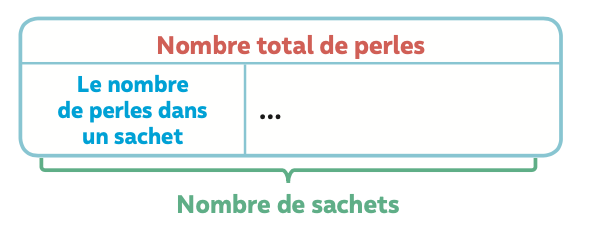 Nombre total de perles
Le nombre
de perles dans
un sachet
...
Nombre de sachets